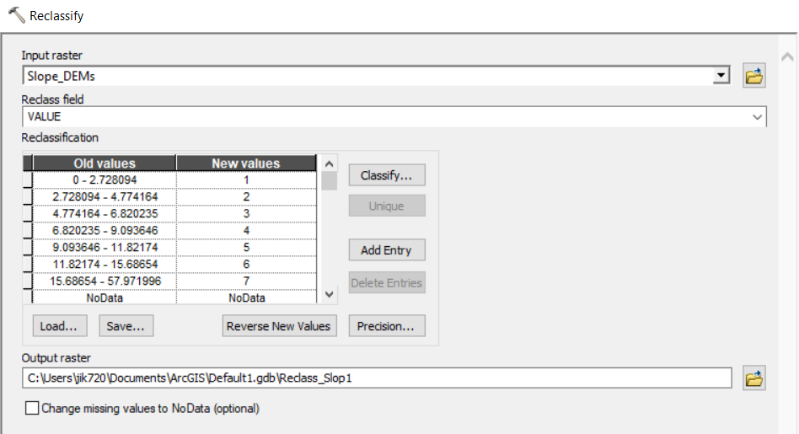 Reclassify
Input raster
Slope_DEMs
Reclass field
VALUE
Reclassification
Old values New values
0 - 2.728094 1
2.728094 - 4.774164 2
4.774164 - 6.820235 3
6.820235 - 9.093646 4
9.093646 - 11.82174 5
11.82174 - 15.68654 6
15.68654 - 57.971996 7
NoData NoData
Classify...
Unique
Add Entry
Delete Entries
Load... Save... Reverse New Values Precision...
Output raster
C:\Users\jik720\Documents\ArcGIS\Default1.gdb\Reclass_Slop1
Change missing values to NoData (optional)